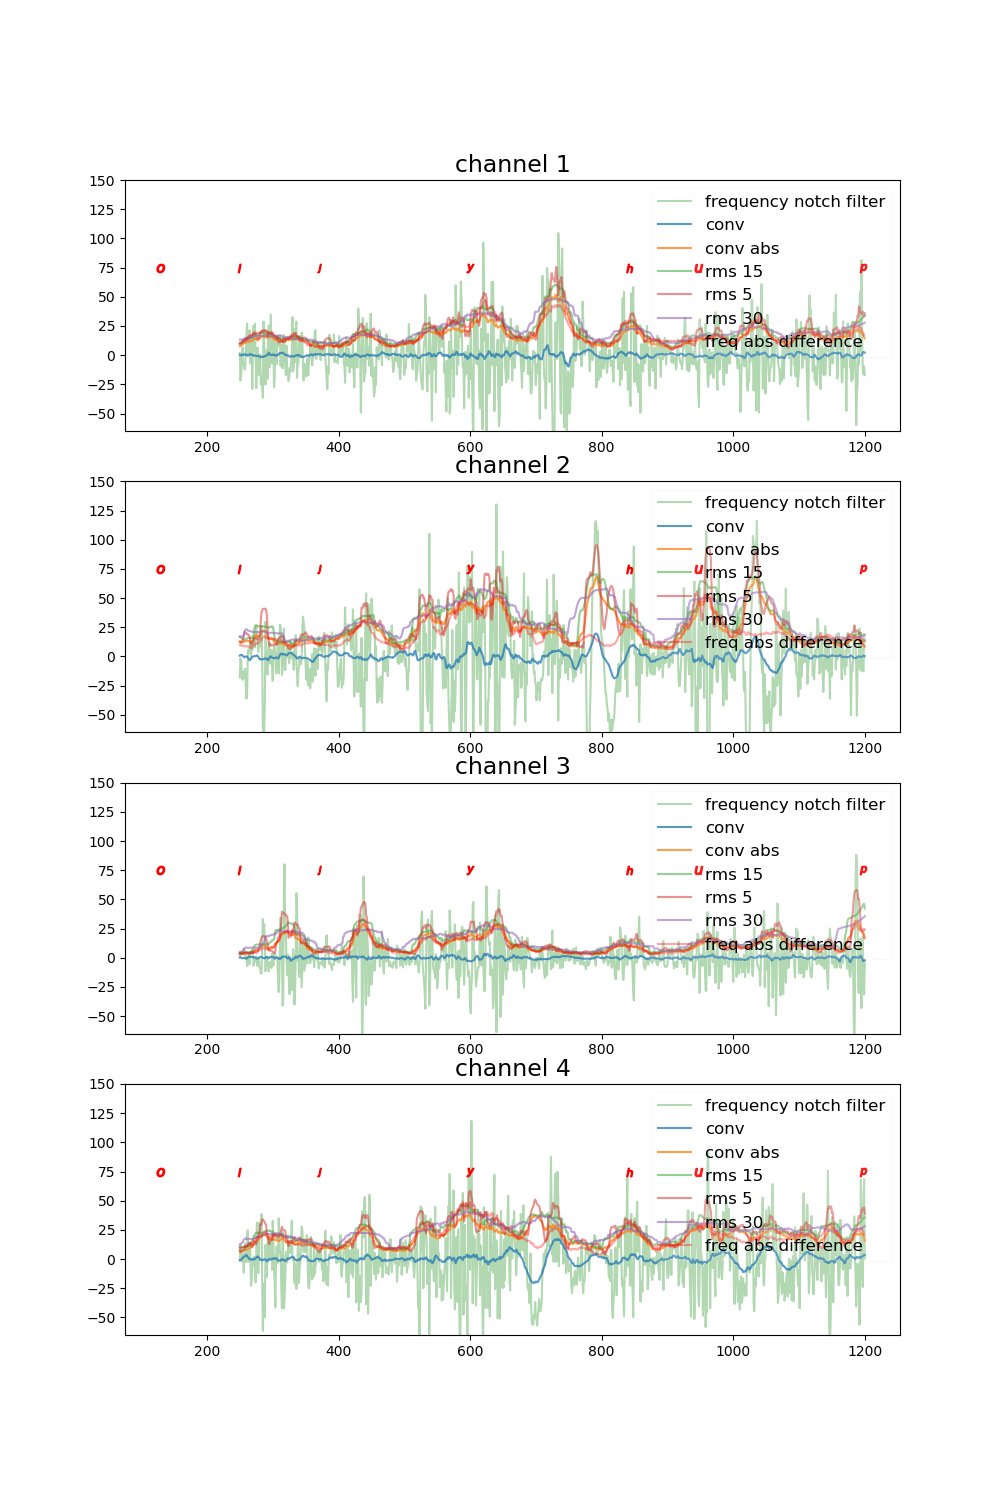 channel 1
150
125
100
75
50
25
0
−25
−50
o l j y h u p
frequency notch filter
conv
conv abs
rms 15
rms 5
rms 30
freq abs difference
200 400 600 800 1000 1200
channel 2
150
125
100
75
50
25
0
−25
−50
o l j y h u p
frequency notch filter
conv
conv abs
rms 15
rms 5
rms 30
freq abs difference
200 400 600 800 1000 1200
channel 3
150
125
100
75
50
25
0
−25
−50
o l j y h u p
frequency notch filter
conv
conv abs
rms 15
rms 5
rms 30
freq abs difference
200 400 600 800 1000 1200
channel 4
150
125
100
75
50
25
0
−25
−50
o l j y h u p
frequency notch filter
conv
conv abs
rms 15
rms 5
rms 30
freq abs difference
200 400 600 800 1000 1200